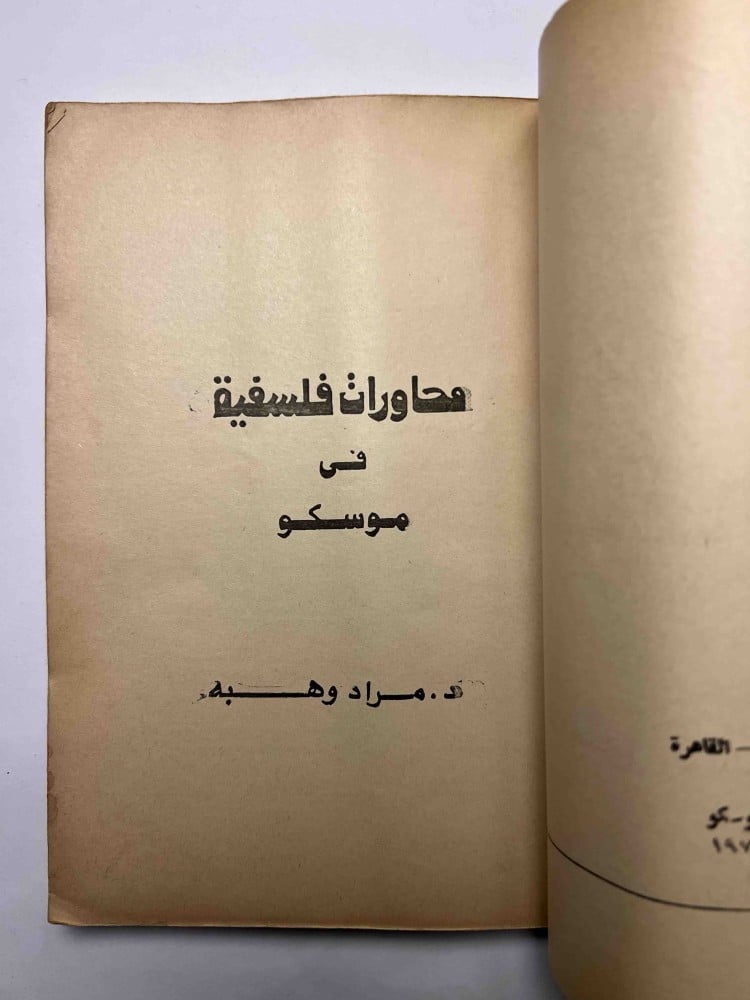 محاورات فلسفية
فى
موسكو
د. مراد وهبه
القاهرة